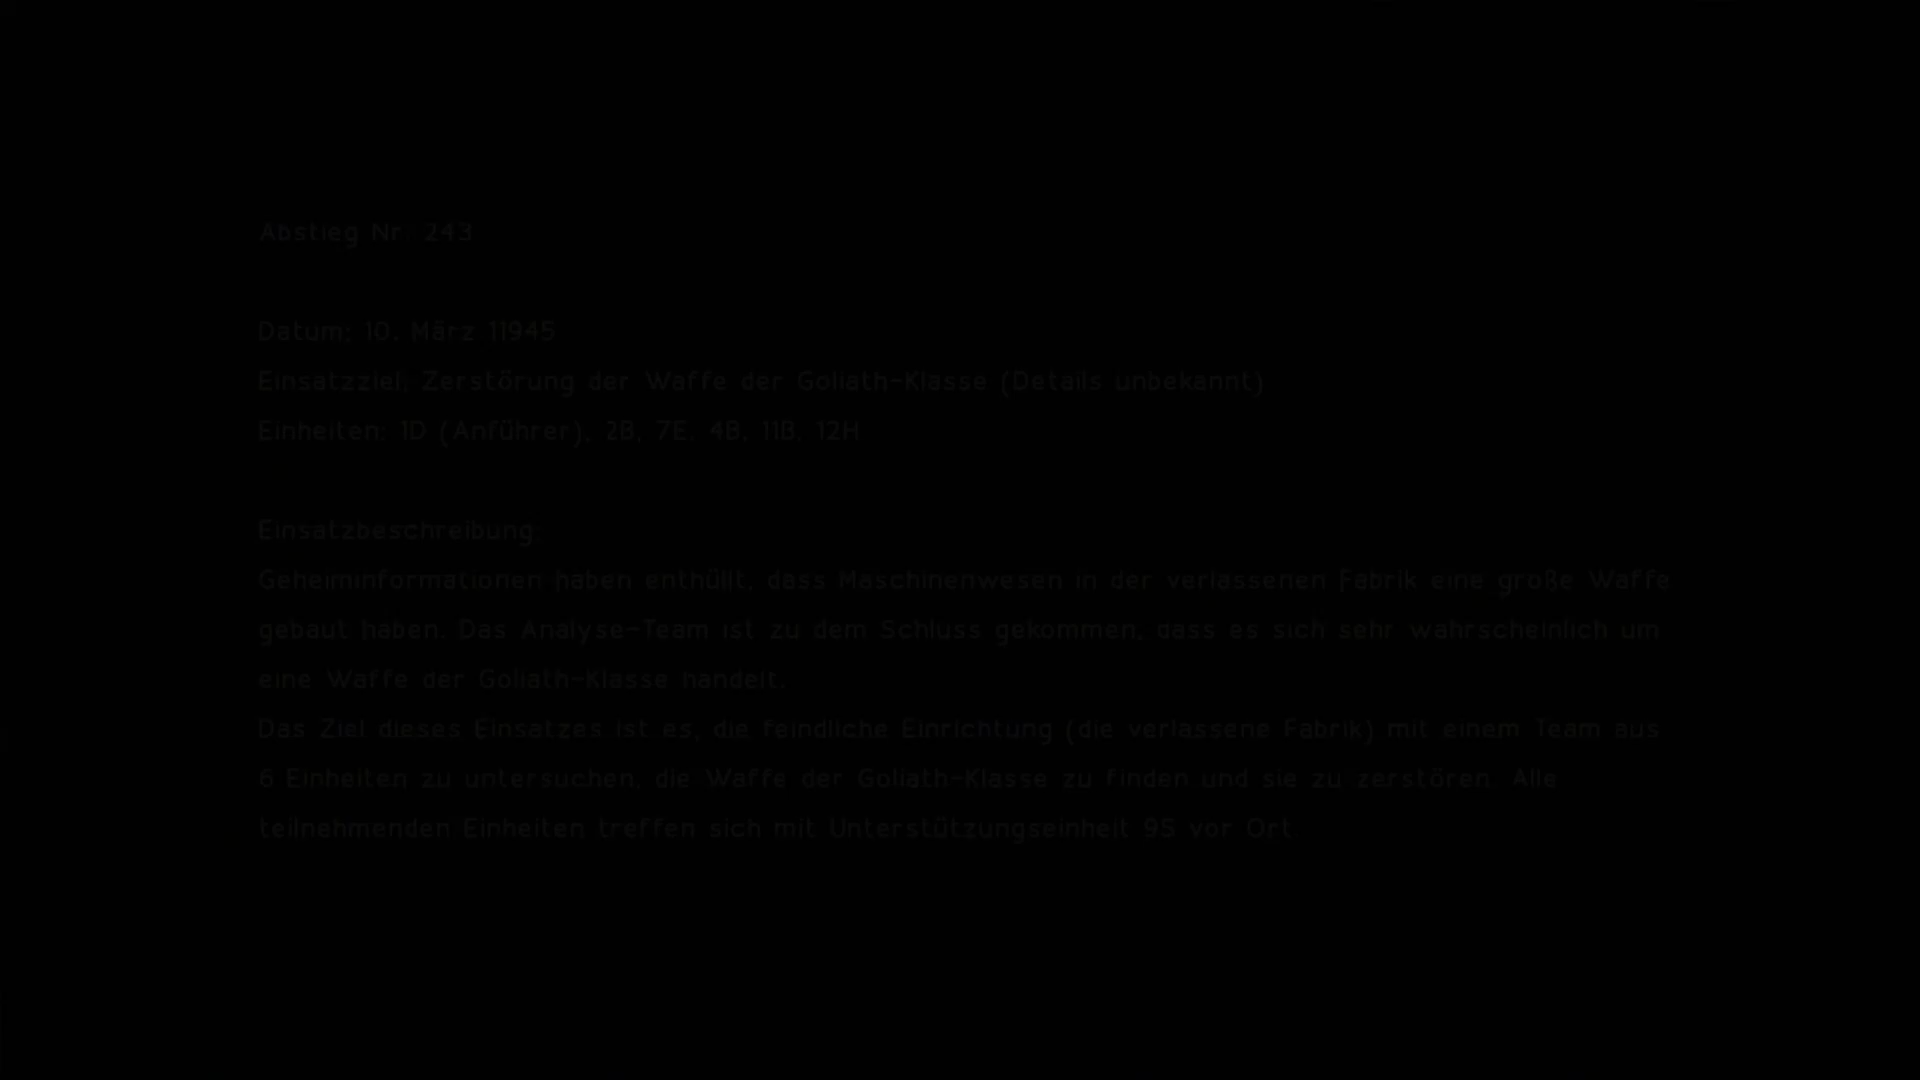 Abstieg Nr. 243
Datum: 10. März 11945
Einsatzziel: Zerstörung der Waffe der Goliath-Klasse (Details unbekannt)
Einheiten: 1D (Anführer), 2B, 7E, 4B, 11B, 12H
Einsatzbeschreibung:
Geheiminformationen haben enthüllt, dass Maschinenwesen in der verlassenen Fabrik eine große Waffe
gebaut haben. Das Analyse-Team ist zu dem Schluss gekommen, dass es sich sehr wahrscheinlich um
eine Waffe der Goliath-Klasse handelt.
Das Ziel dieses Einsatzes ist es, die feindliche Einrichtung (die verlassene Fabrik) mit einem Team aus
6 Einheiten zu untersuchen, die Waffe der Goliath-Klasse zu finden und sie zu zerstören. Alle
teilnehmenden Einheiten treffen sich mit Unterstützungseinheit 9S vor Ort.